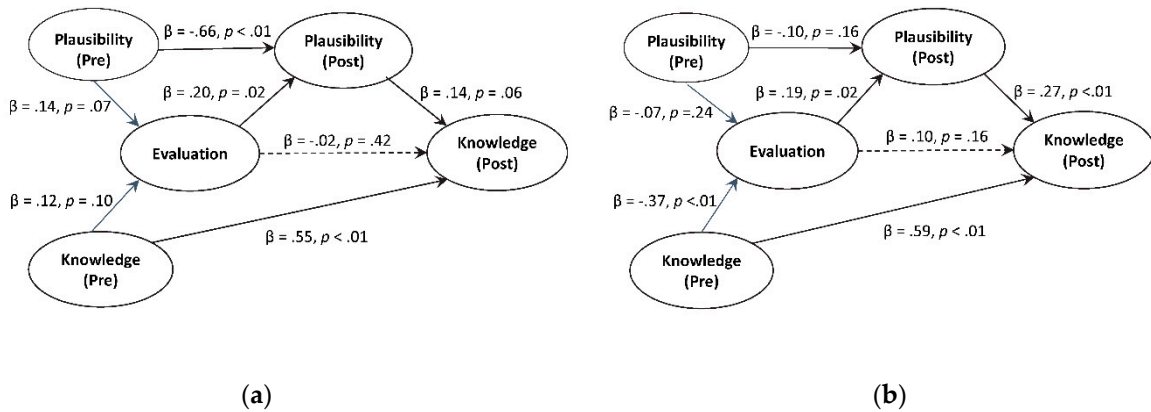 Plausibility
(Pre)
β = -.66, p < .01
Plausibility
(Post)
β = .14, p = .07
β = .20, p = .02
β = .14, p = .06
Evaluation
β = -.02, p = .42
Knowledge
(Post)
β = .12, p = .10
β = .55, p < .01
Knowledge
(Pre)
(a)
Plausibility
(Pre)
β = -.10, p = .16
Plausibility
(Post)
β = -.07, p = .24
β = .19, p = .02
β = .27, p <.01
Evaluation
β = .10, p = .16
Knowledge
(Post)
β = -.37, p <.01
β = .59, p < .01
Knowledge
(Pre)
(b)